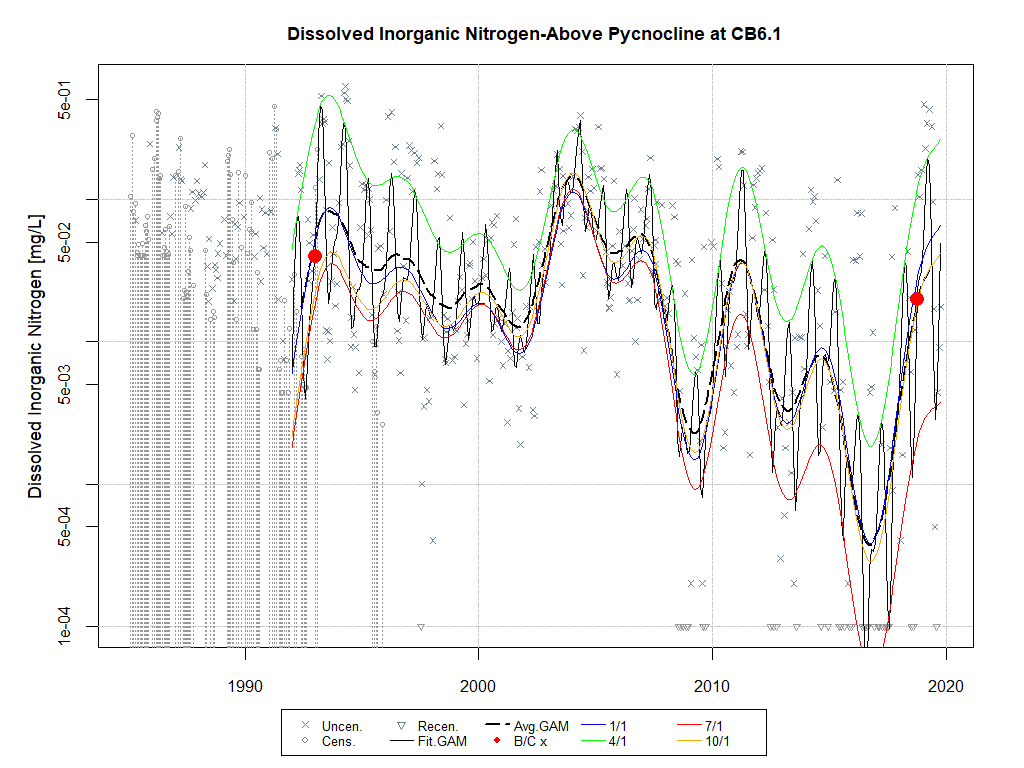 Dissolved Inorganic Nitrogen-Above Pycnocline at CB6.1
Dissolved Inorganic Nitrogen [mg/L]
5e-01
5e-02
5e-03
5e-04
1e-04
1990 2000 2010 2020
Uncen. Recen. Avg.GAM 1/1 7/1
Cens. Fit.GAM B/C x 4/1 10/1